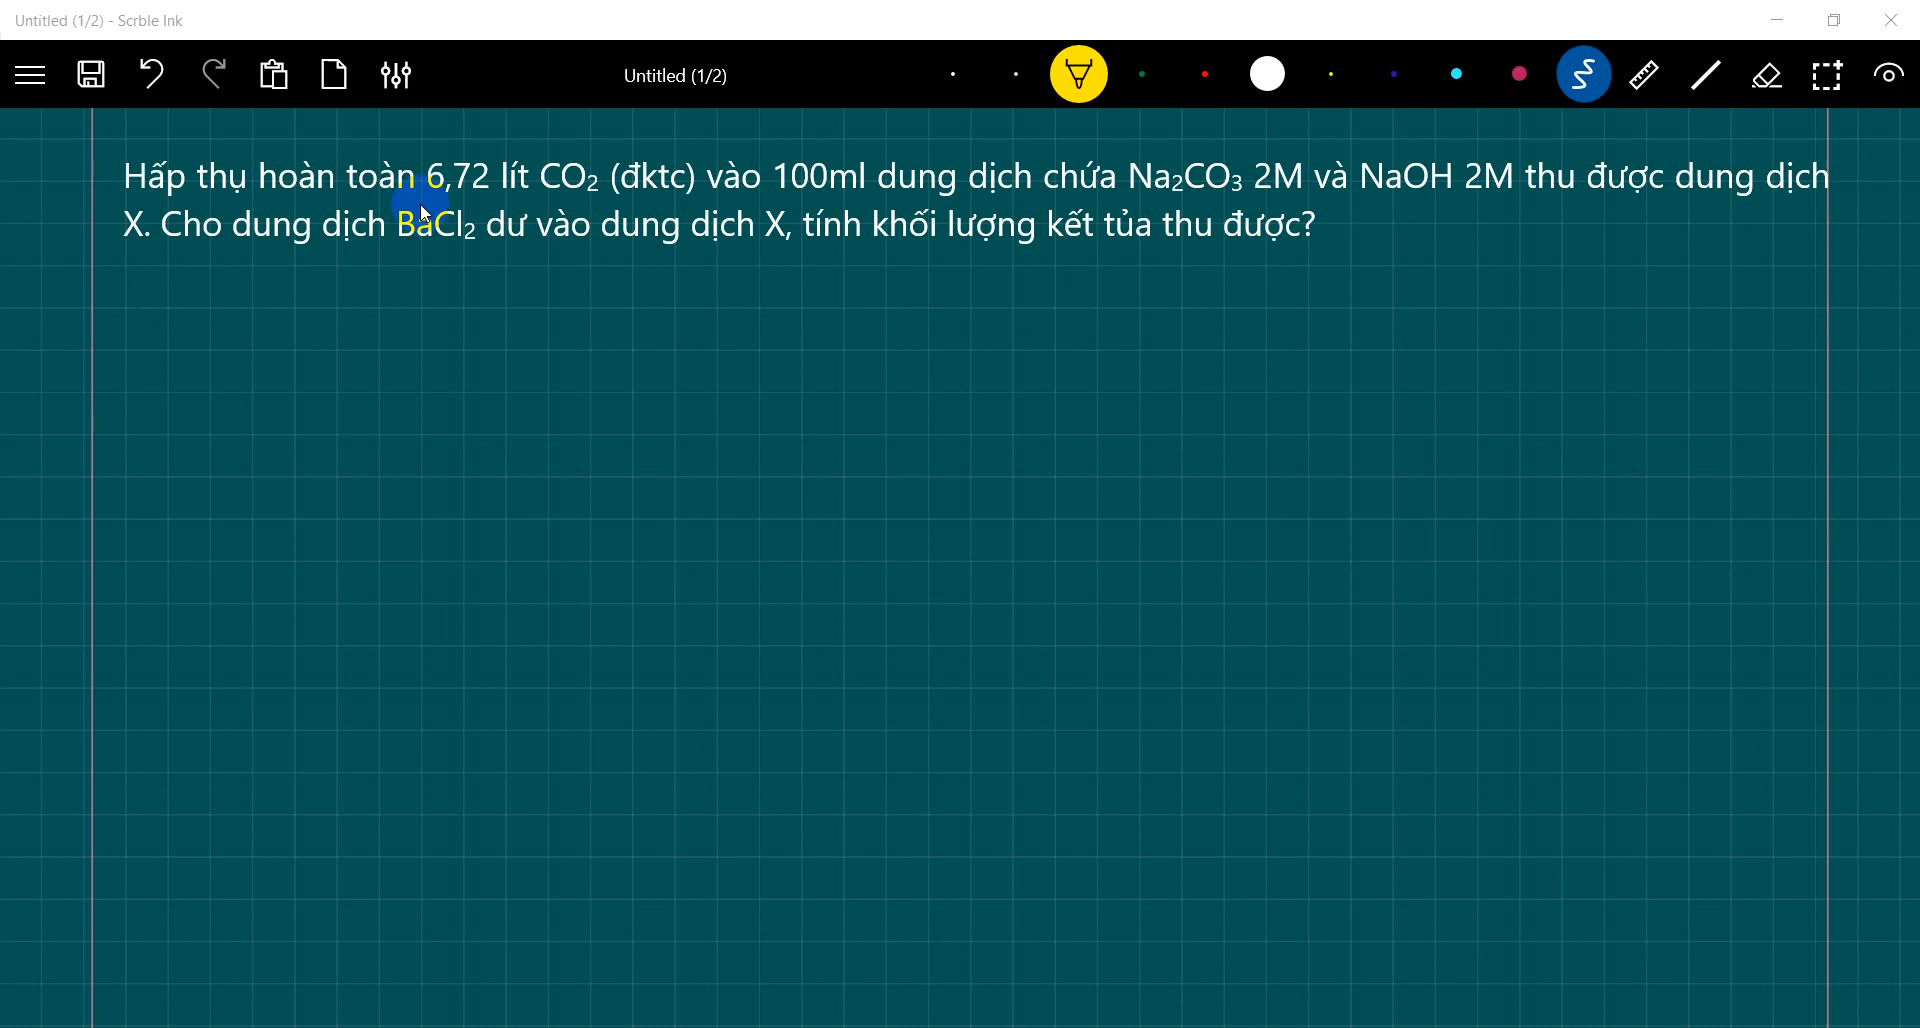 Untitled (1/2) - Scrble Ink
Untitled (1/2)
Hấp thụ hoàn toàn 6,72 lít CO₂ (đktc) vào 100ml dung dịch chứa Na₂CO₃ 2M và NaOH 2M thu được dung dịch
X. Cho dung dịch BaCl₂ dư vào dung dịch X, tính khối lượng kết tủa thu được?